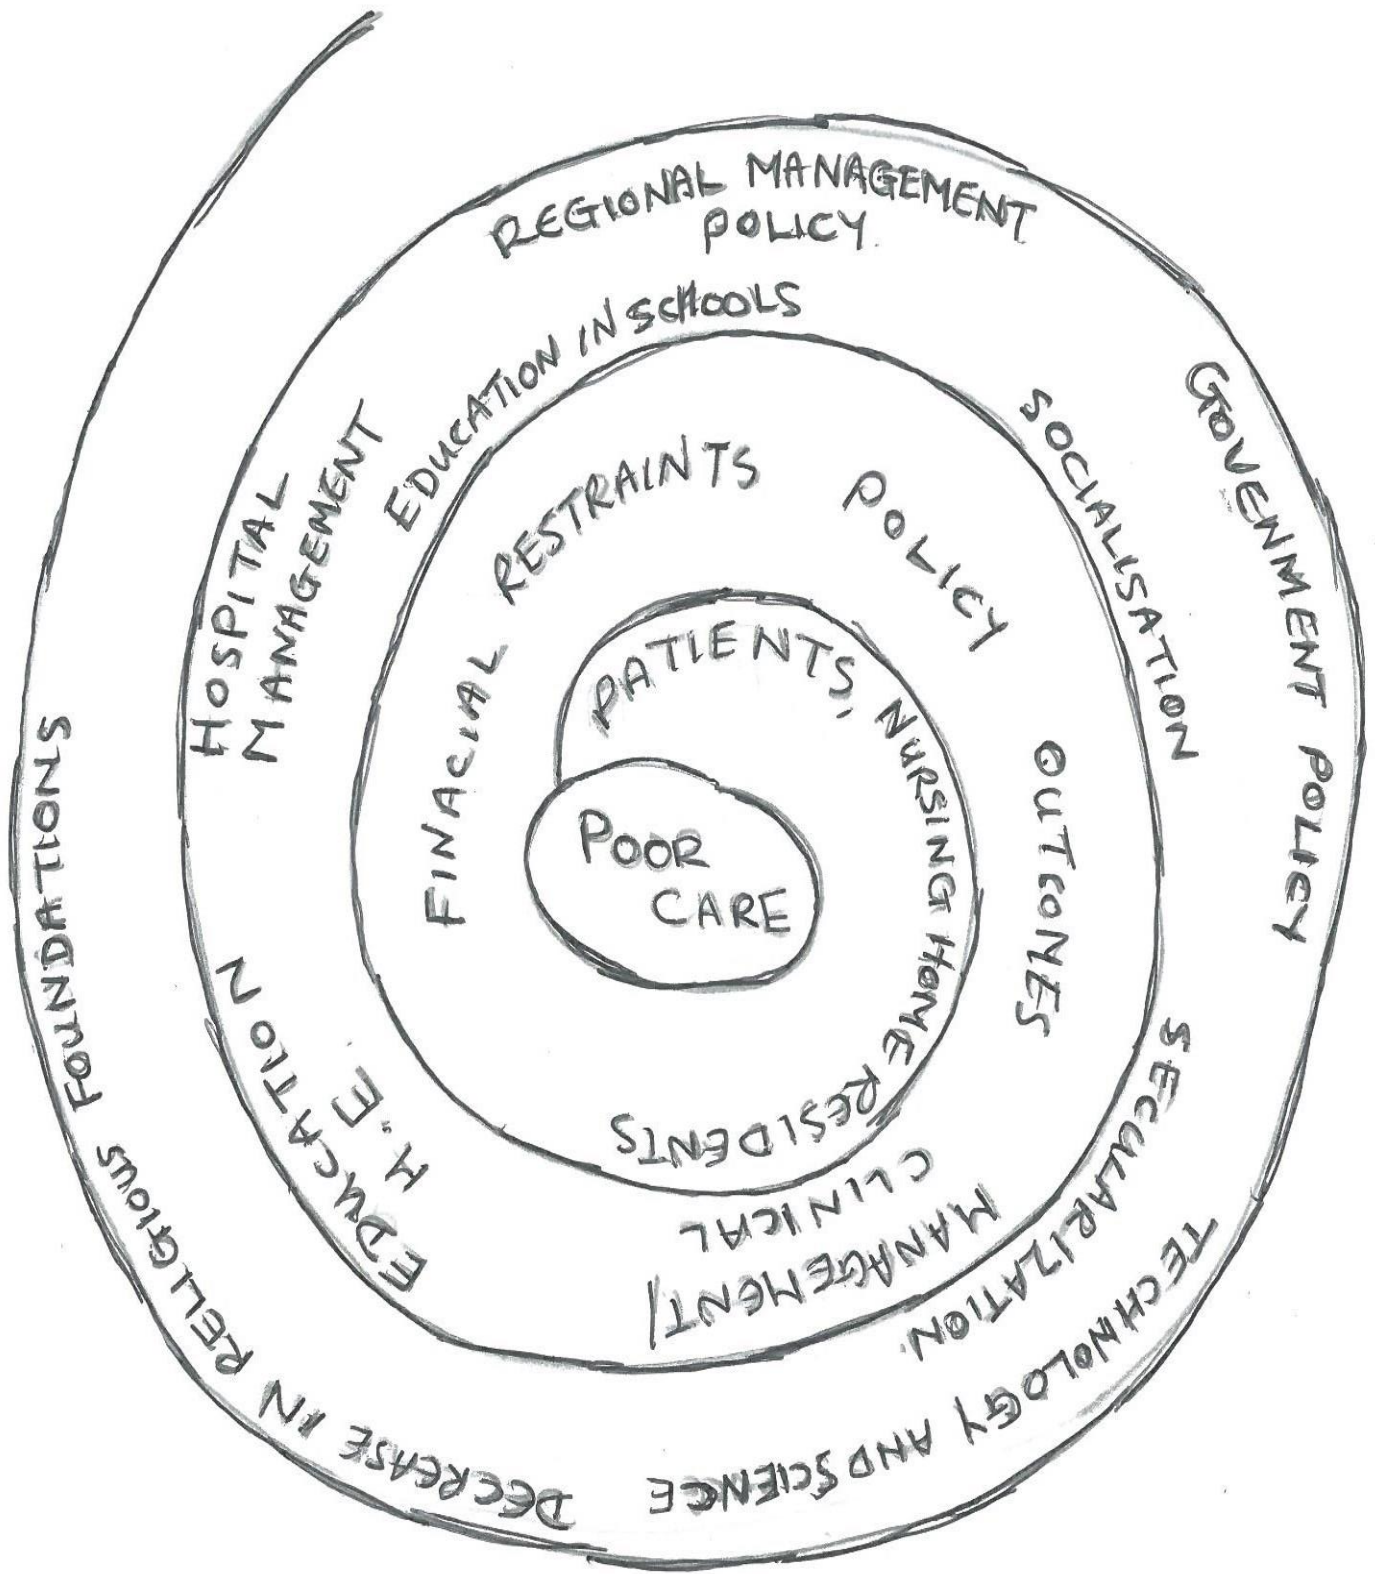 POOR
CARE
PATIENTS, NURSING HOME RESIDENTS
FINACIAL RESTRAINTS POLICY OUTCOMES
CLINICAL
MANAGEMENT/
EDUCATION
H.E
HOSPITAL
MANAGEMENT
EDUCATION IN SCHOOLS
REGIONAL MANAGEMENT
POLICY
SOCIALISATION
GOVENMENT POLICY
SECULARIZATION
TECHNOLOGY AND SCIENCE
DECREASE IN RELIGIOUS FOUNDATIONS